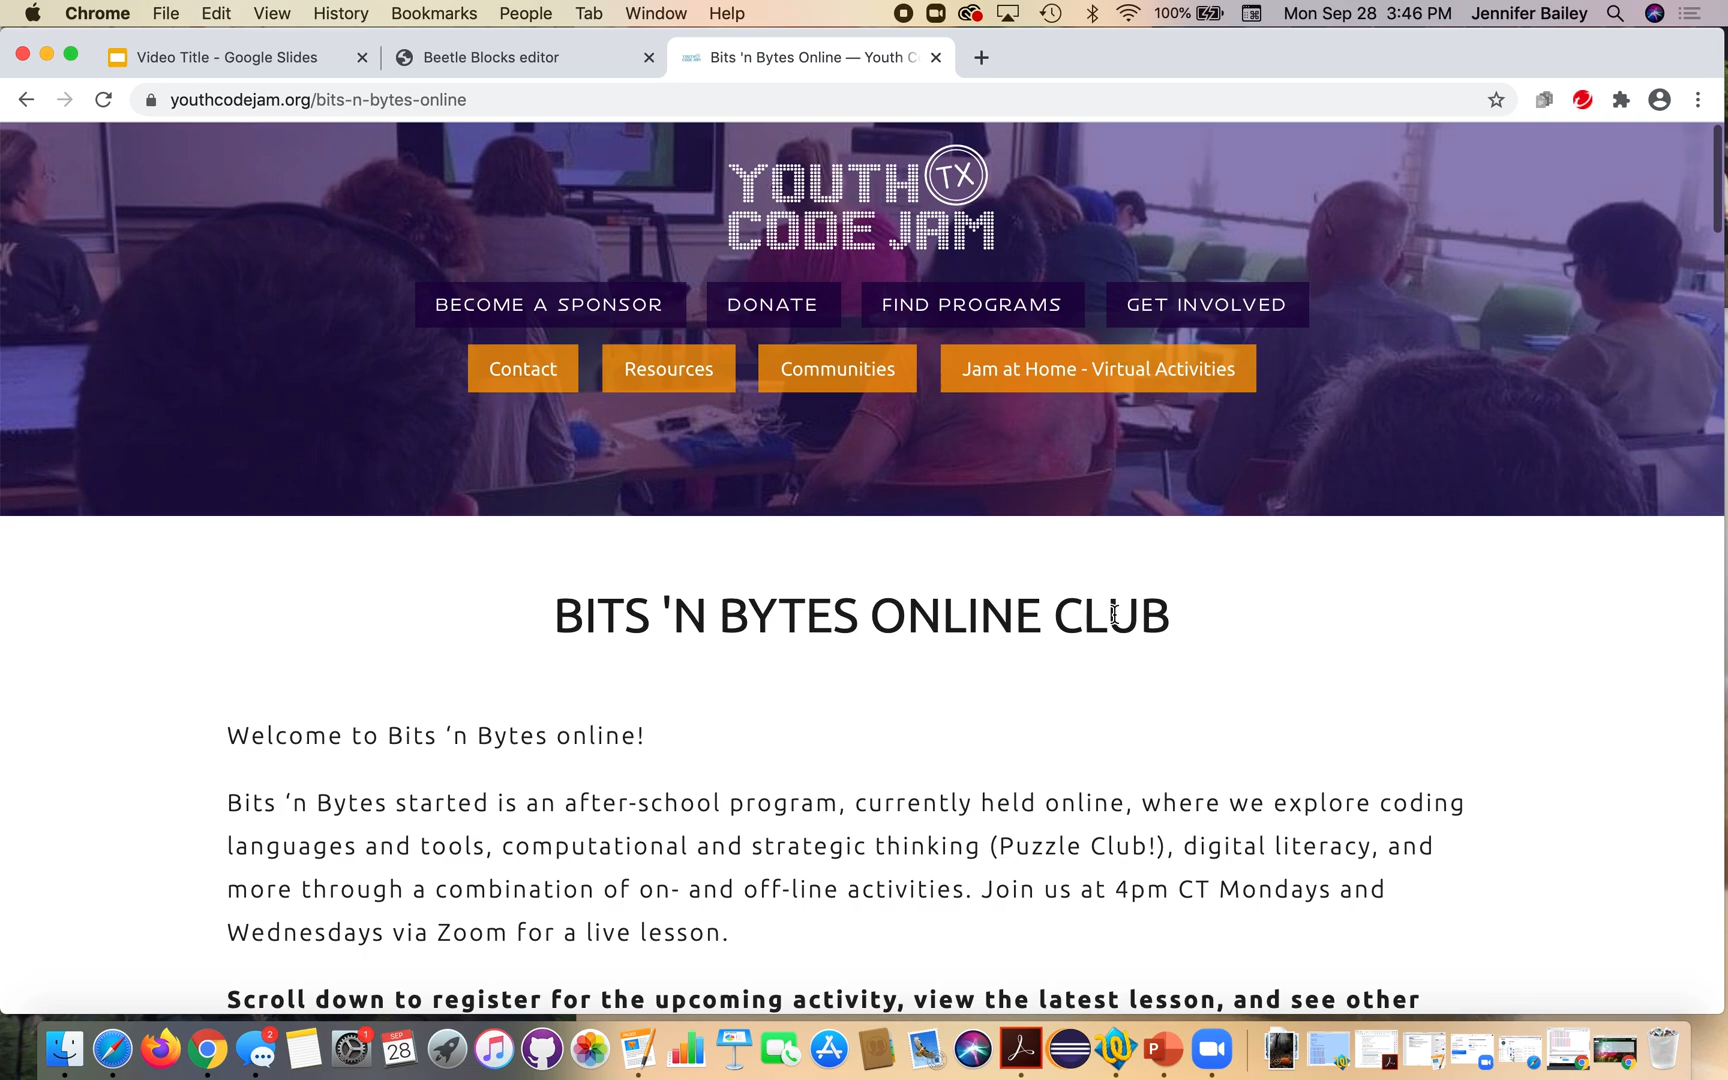 Chrome File Edit View History Bookmarks People Tab Window Help 100% Mon Sep 28 3:46 PM Jennifer Bailey
Video Title - Google Slides Beetle Blocks editor Bits 'n Bytes Online — Youth C
youthcodejam.org/bits-n-bytes-online
YOUTH TX
CODE JAM
BECOME A SPONSOR DONATE FIND PROGRAMS GET INVOLVED
Contact Resources Communities Jam at Home - Virtual Activities
BITS 'N BYTES ONLINE CLUB
Welcome to Bits ‘n Bytes online!
Bits ‘n Bytes started is an after-school program, currently held online, where we explore coding
languages and tools, computational and strategic thinking (Puzzle Club!), digital literacy, and
more through a combination of on- and off-line activities. Join us at 4pm CT Mondays and
Wednesdays via Zoom for a live lesson.
Scroll down to register for the upcoming activity, view the latest lesson, and see other
2 1 SEP 28